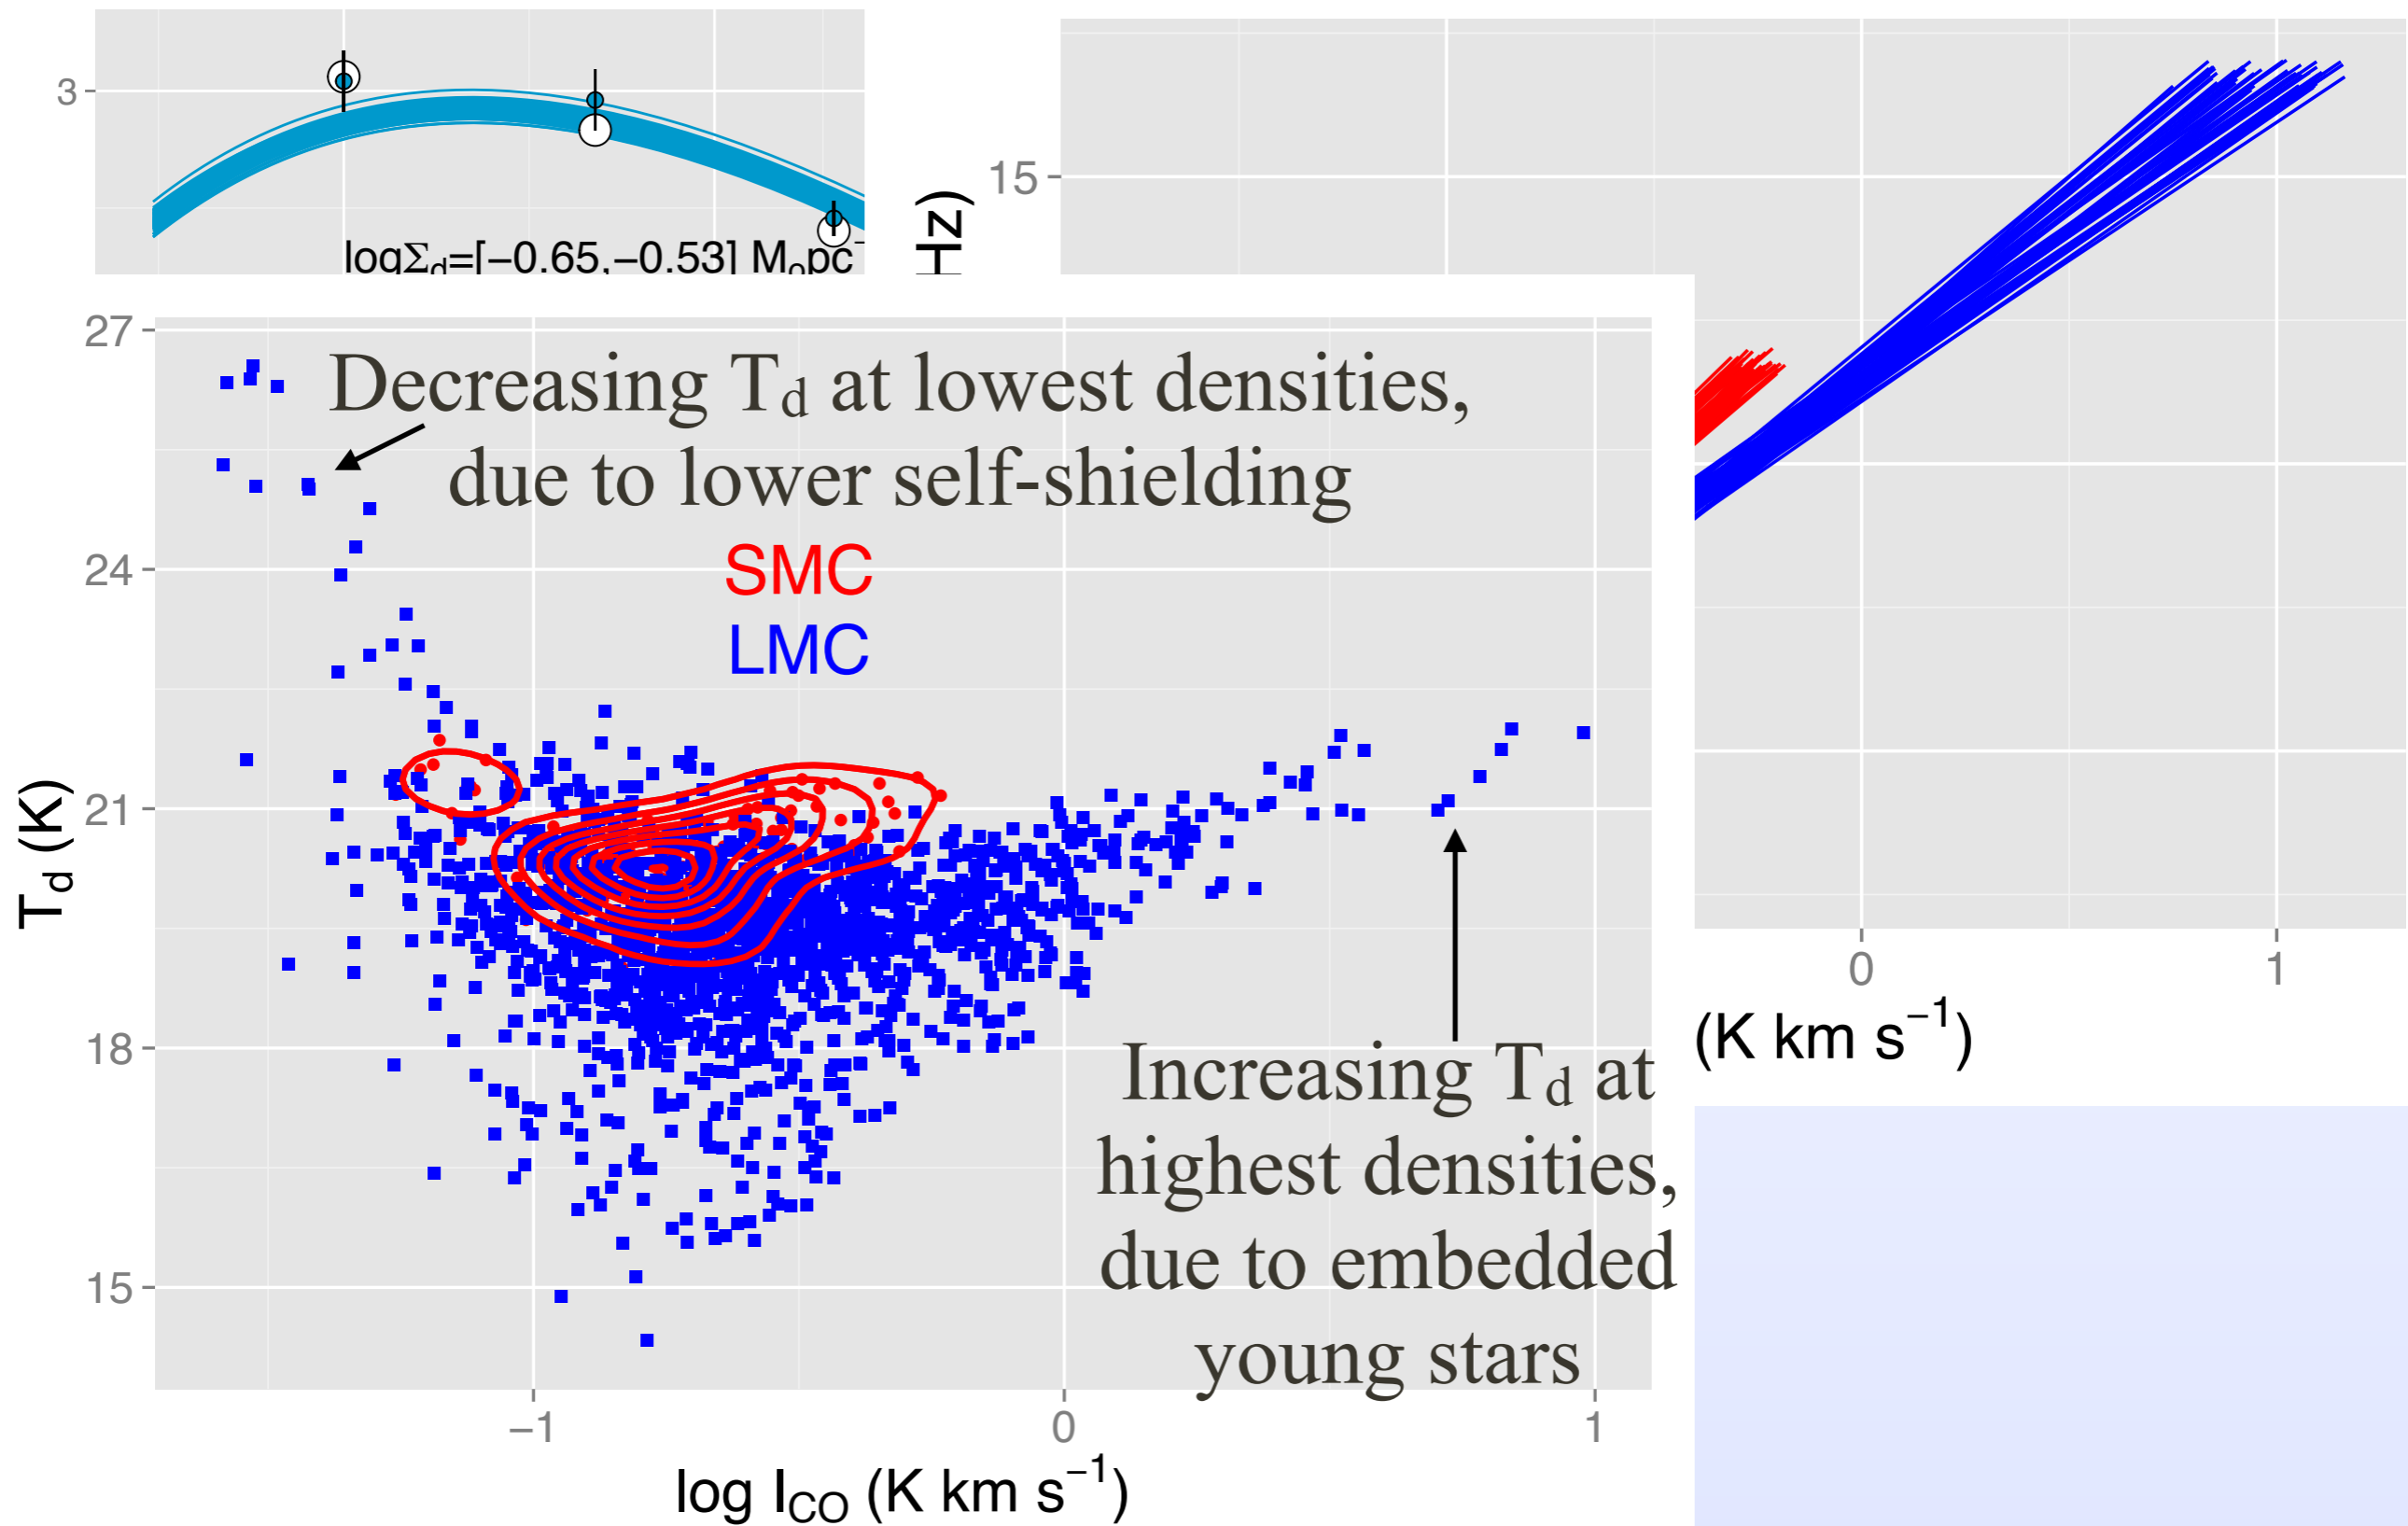 3
logΣd=[−0.65,−0.53] Mopc−
15
Hz)
27
24
21
18
15
Td (K)
Decreasing Td at lowest densities,
due to lower self-shielding
SMC
LMC
Increasing Td at
highest densities,
due to embedded
young stars
−1 0 1
log ICO (K km s−1)
0 1
(K km s−1)